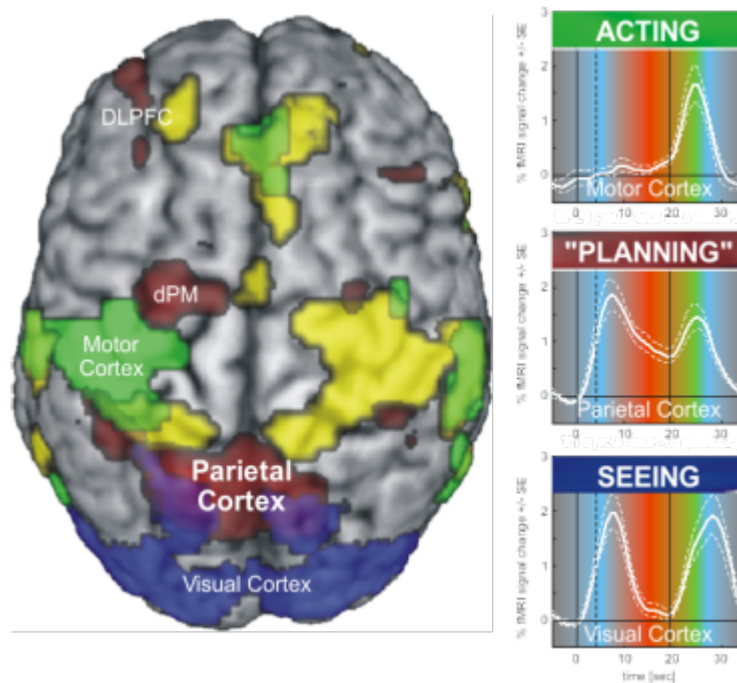 DLPFC
dPM
Motor
Cortex
Parietal
Cortex
Visual Cortex
ACTING
% fMRI signal change +/- SE
3
2
1
0
Motor Cortex
0 10 20 30
"PLANNING"
% fMRI signal change +/- SE
3
2
1
0
Parietal Cortex
0 10 20 30
SEEING
% fMRI signal change +/- SE
3
2
1
0
Visual Cortex
0 10 20 30
time [sec]